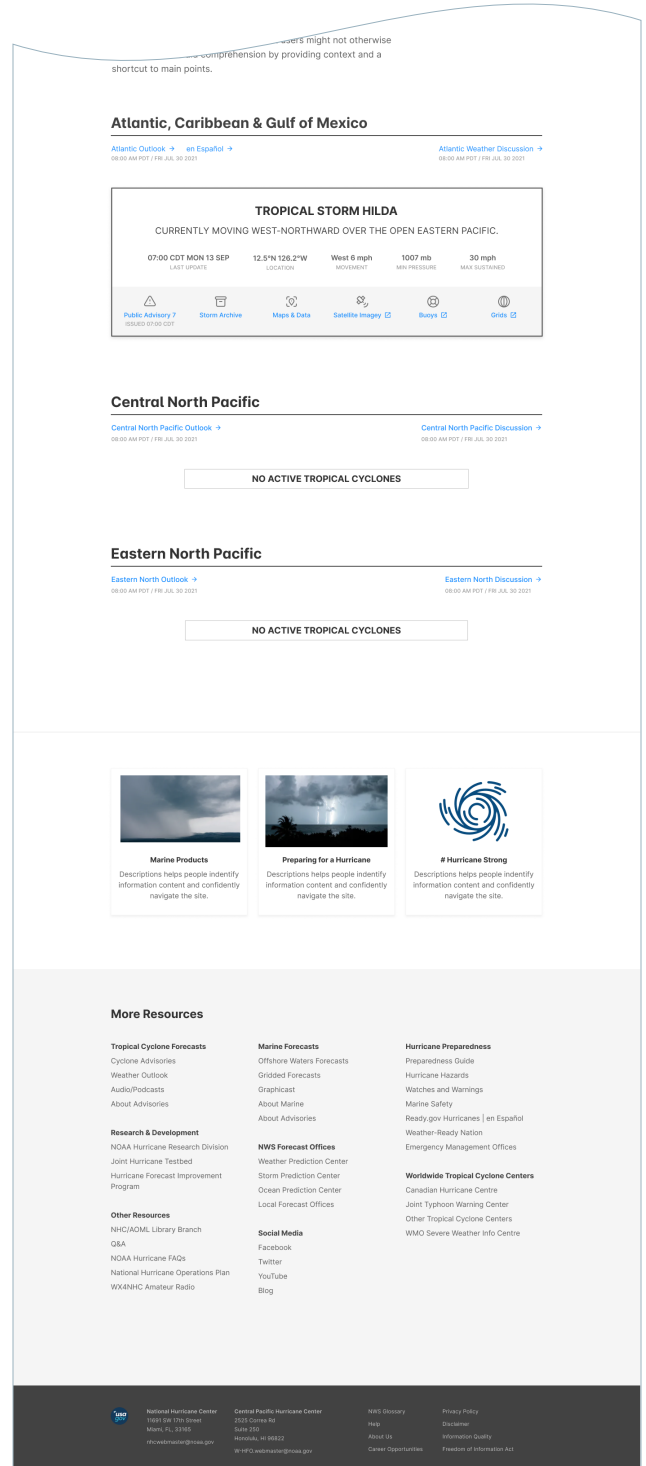 users might not otherwise
comprehension by providing context and a
shortcut to main points.
Atlantic, Caribbean & Gulf of Mexico
Atlantic Outlook → en Español → Atlantic Weather Discussion →
08:00 AM PDT / FRI JUL 30 2021 08:00 AM PDT / FRI JUL 30 2021
TROPICAL STORM HILDA
CURRENTLY MOVING WEST-NORTHWARD OVER THE OPEN EASTERN PACIFIC.
07:00 CDT MON 13 SEP 12.5°N 126.2°W West 6 mph 1007 mb 30 mph
LAST UPDATE LOCATION MOVEMENT MIN PRESSURE MAX SUSTAINED
Public Advisory 7 Storm Archive Maps & Data Satellite Imagey Buoys Grids
ISSUED 07:00 CDT
Central North Pacific
Central North Pacific Outlook → Central North Pacific Discussion →
08:00 AM PDT / FRI JUL 30 2021 08:00 AM PDT / FRI JUL 30 2021
NO ACTIVE TROPICAL CYCLONES
Eastern North Pacific
Eastern North Outlook → Eastern North Discussion →
08:00 AM PDT / FRI JUL 30 2021 08:00 AM PDT / FRI JUL 30 2021
NO ACTIVE TROPICAL CYCLONES
Marine Products
Descriptions helps people indentify
information content and confidently
navigate the site.
Preparing for a Hurricane
Descriptions helps people indentify
information content and confidently
navigate the site.
# Hurricane Strong
Descriptions helps people indentify
information content and confidently
navigate the site.
More Resources
Tropical Cyclone Forecasts
Cyclone Advisories
Weather Outlook
Audio/Podcasts
About Advisories
Research & Development
NOAA Hurricane Research Division
Joint Hurricane Testbed
Hurricane Forecast Improvement
Program
Other Resources
NHC/AOML Library Branch
Q&A
NOAA Hurricane FAQs
National Hurricane Operations Plan
WX4NHC Amateur Radio
Marine Forecasts
Offshore Waters Forecasts
Gridded Forecasts
Graphicast
About Marine
About Advisories
NWS Forecast Offices
Weather Prediction Center
Storm Prediction Center
Ocean Prediction Center
Local Forecast Offices
Social Media
Facebook
Twitter
YouTube
Blog
Hurricane Preparedness
Preparedness Guide
Hurricane Hazards
Watches and Warnings
Marine Safety
Ready.gov Hurricanes | en Español
Weather-Ready Nation
Emergency Management Offices
Worldwide Tropical Cyclone Centers
Canadian Hurricane Centre
Joint Typhoon Warning Center
Other Tropical Cyclone Centers
WMO Severe Weather Info Centre
usa
gov
National Hurricane Center
11691 SW 17th Street
Miami, FL, 33165
nhcwebmaster@noaa.gov
Central Pacific Hurricane Center
2525 Correa Rd
Suite 250
Honolulu, HI 96822
W-HFO.webmaster@noaa.gov
NWS Glossary
Help
About Us
Career Opportunities
Privacy Policy
Disclaimer
Information Quality
Freedom of Information Act